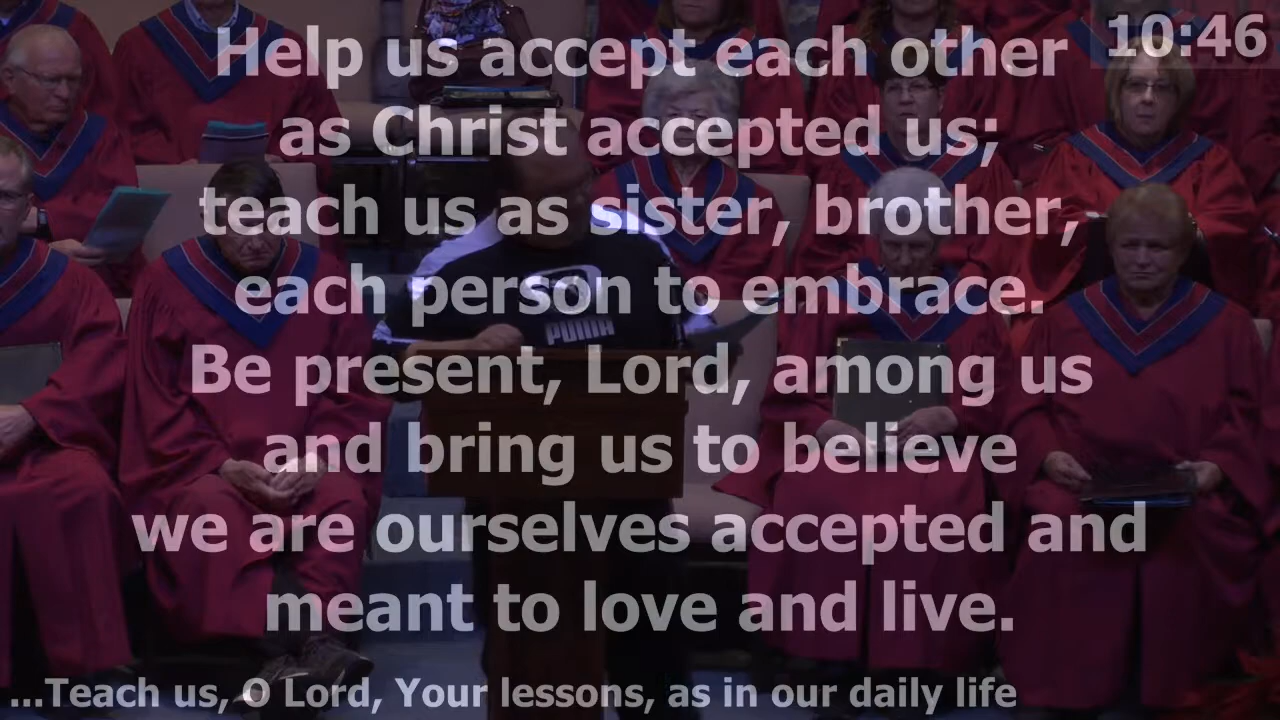 Help us accept each other
10:46
as Christ accepted us;
teach us as sister, brother,
each person to embrace.
PUMA
Be present, Lord, among us
and bring us to believe
we are ourselves accepted and
meant to love and live.
...Teach us, O Lord, Your lessons, as in our daily life